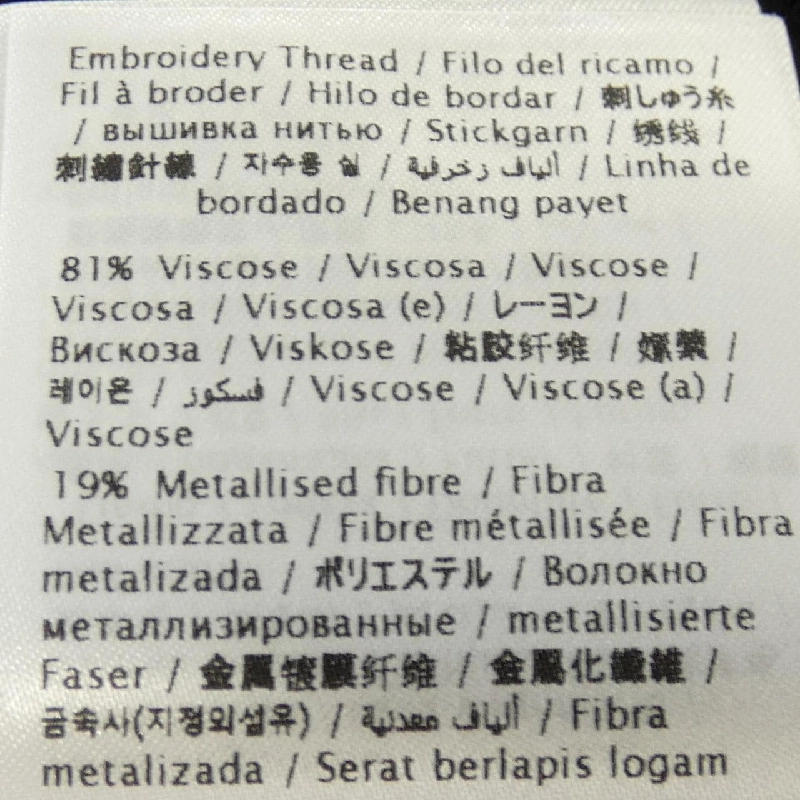 Embroidery Thread / Filo del ricamo /
Fil à broder / Hilo de bordar / 刺しゅう糸
/ вышивка нитью / Stickgarn / 绣线 /
刺繡針線 / 자수용 실 / ألياف زخرفية / Linha de
bordado / Benang payet
81% Viscose / Viscosa / Viscose /
Viscosa / Viscosa (e) / レーヨン /
Вискоза / Viskose / 粘胶纤维 / 嫘縈 /
레이온 / فسكوز / Viscose / Viscose (a) /
Viscose
19% Metallised fibre / Fibra
Metallizzata / Fibre métallisée / Fibra
metalizada / ポリエステル / Волокно
металлизированные / metallisierte
Faser / 金属镀膜纤维 / 金屬化纖維 /
금속사(지정외섬유) / ألياف معدنية / Fibra
metalizada / Serat berlapis logam